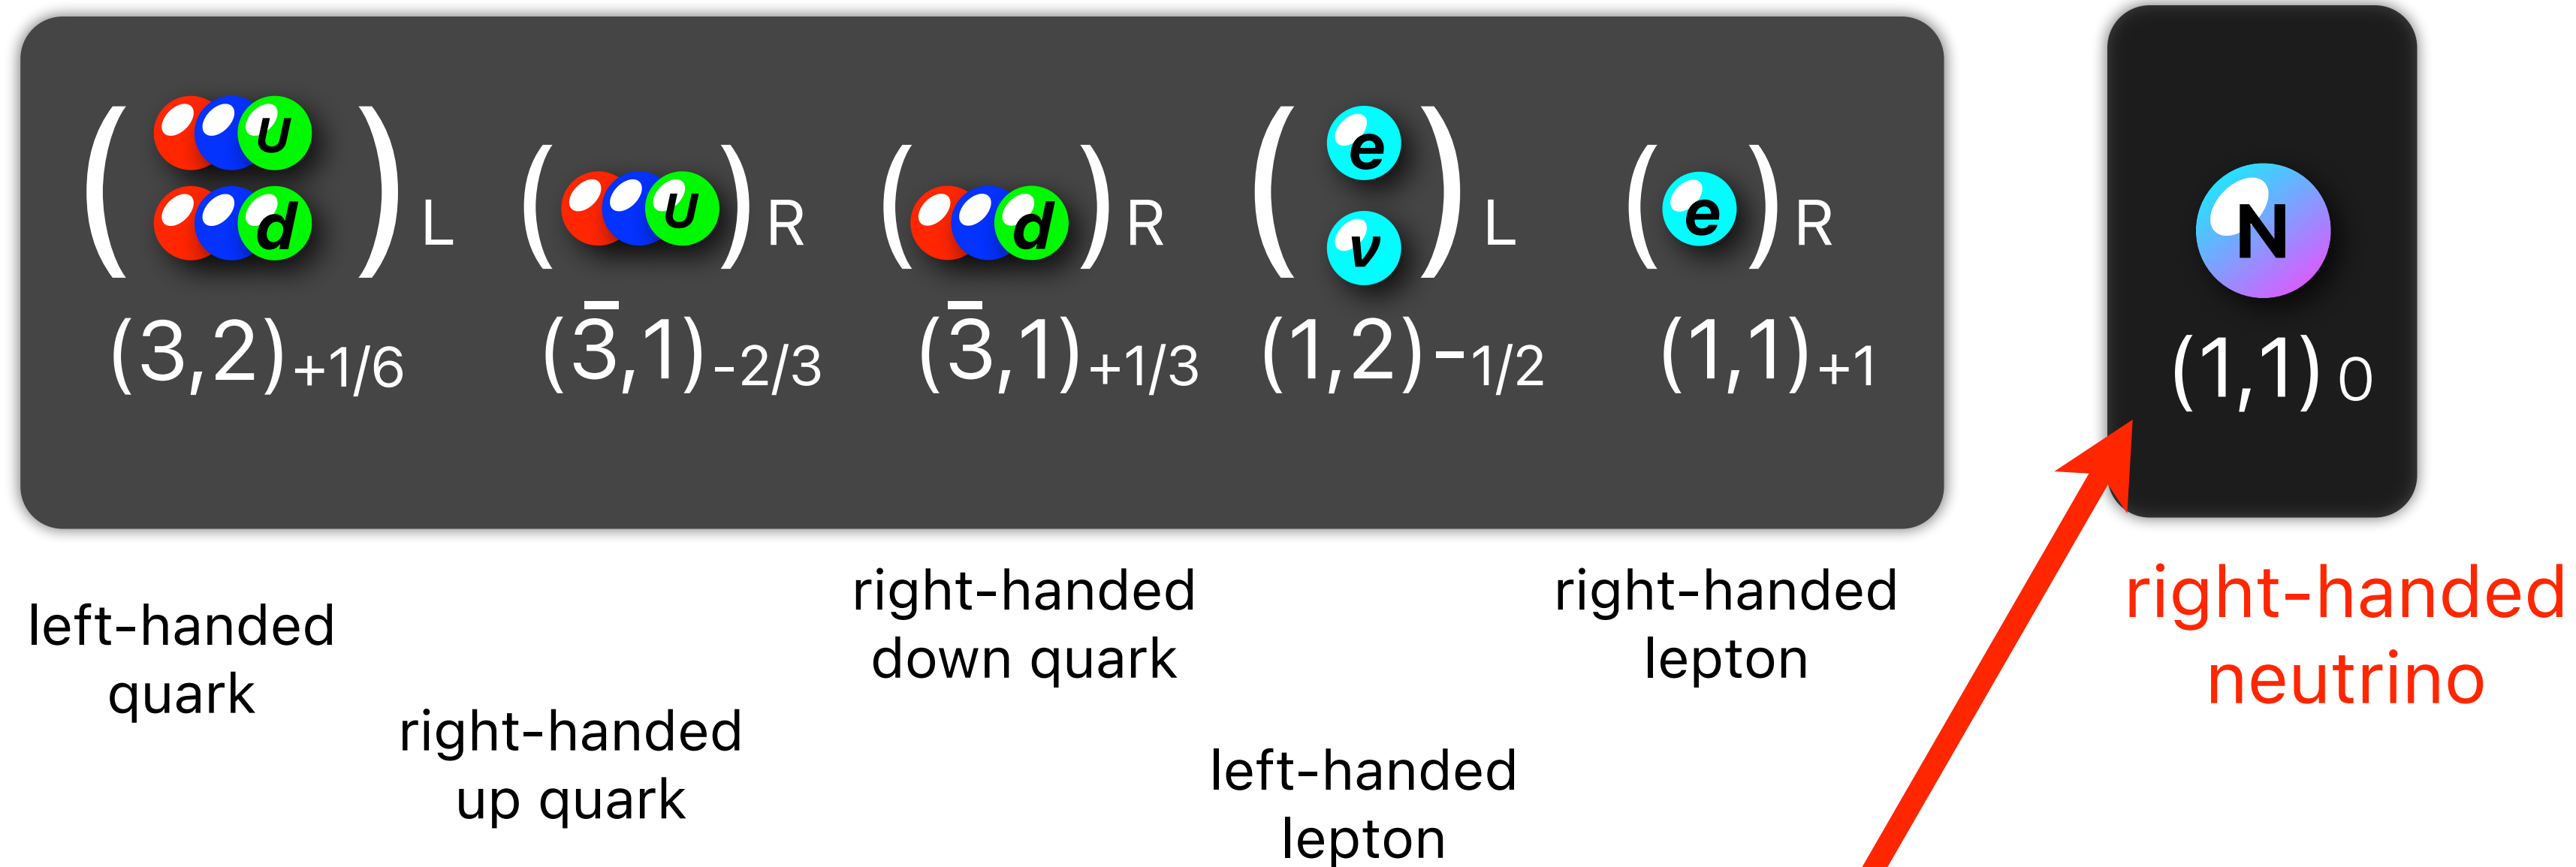 ( u d ) L ( u ) R ( d ) R ( e ν ) L ( e ) R
(3,2)+1/6 (3̅,1)-2/3 (3̅,1)+1/3 (1,2)-1/2 (1,1)+1
N
(1,1) 0
left-handed
quark
right-handed
up quark
right-handed
down quark
left-handed
lepton
right-handed
lepton
right-handed
neutrino